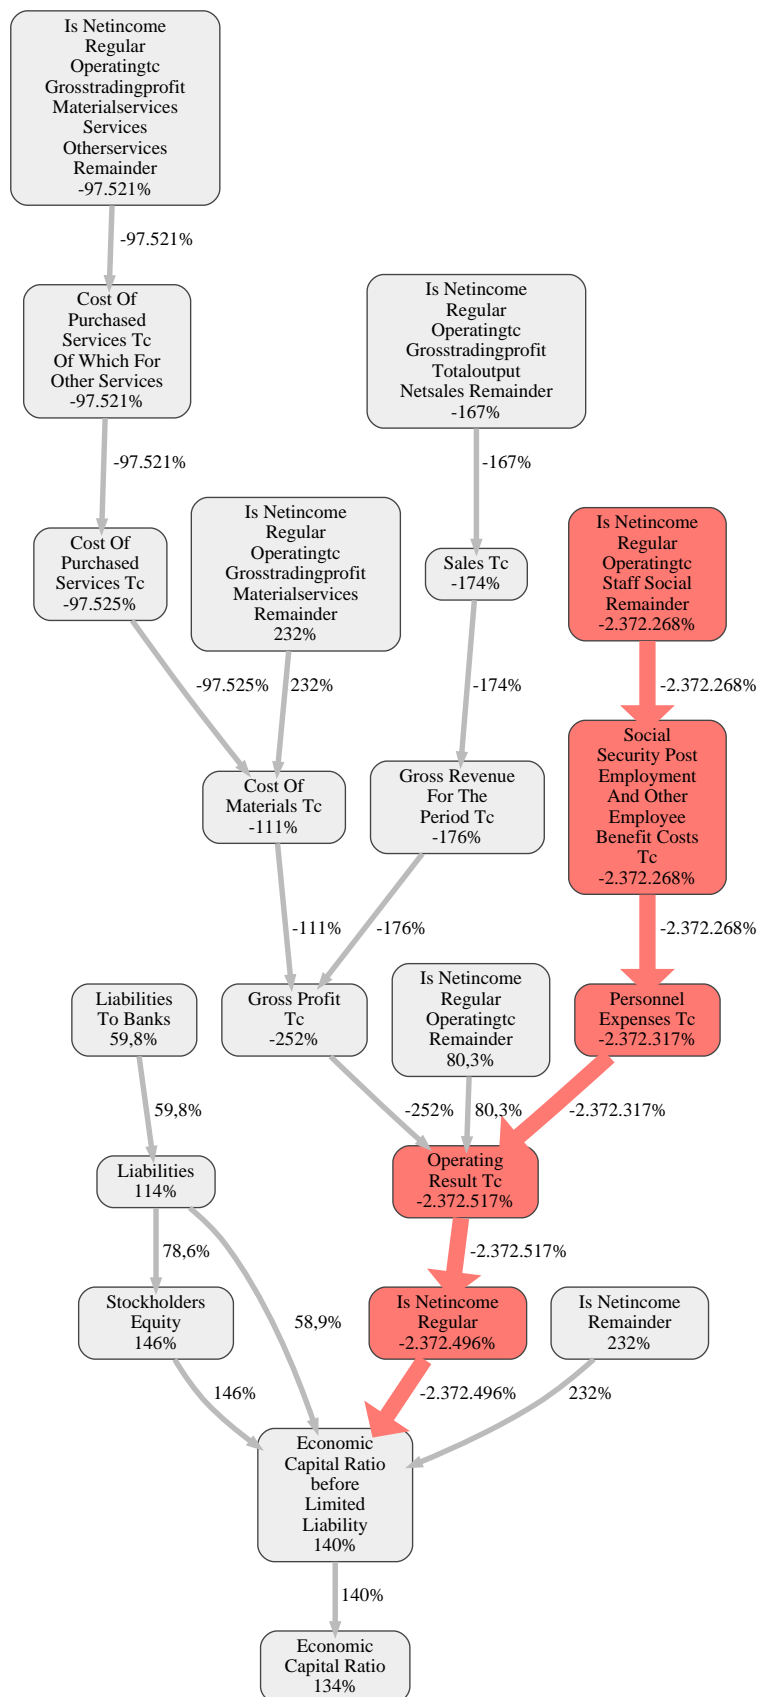 Is Netincome
Regular
Operatingtc
Grosstradingprofit
Materialservices
Services
Otherservices
Remainder
-97.521%
-97.521%
Cost Of
Purchased
Services Tc
Of Which For
Other Services
-97.521%
Is Netincome
Regular
Operatingtc
Grosstradingprofit
Totaloutput
Netsales Remainder
-167%
-97.521%
-167%
Cost Of
Purchased
Services Tc
-97.525%
Is Netincome
Regular
Operatingtc
Grosstradingprofit
Materialservices
Remainder
232%
Sales Tc
-174%
Is Netincome
Regular
Operatingtc
Staff Social
Remainder
-2.372.268%
-97.525%
232%
-174%
-2.372.268%
Cost Of
Materials Tc
-111%
Gross Revenue
For The
Period Tc
-176%
Social
Security Post
Employment
And Other
Employee
Benefit Costs
Tc
-2.372.268%
-111%
-176%
-2.372.268%
Liabilities
To Banks
59,8%
Gross Profit
Tc
-252%
Is Netincome
Regular
Operatingtc
Remainder
80,3%
Personnel
Expenses Tc
-2.372.317%
59,8%
-252%
80,3%
-2.372.317%
Liabilities
114%
Operating
Result Tc
-2.372.517%
78,6%
-2.372.517%
Stockholders
Equity
146%
58,9%
Is Netincome
Regular
-2.372.496%
Is Netincome
Remainder
232%
146%
-2.372.496%
232%
Economic
Capital Ratio
before
Limited
Liability
140%
140%
Economic
Capital Ratio
134%